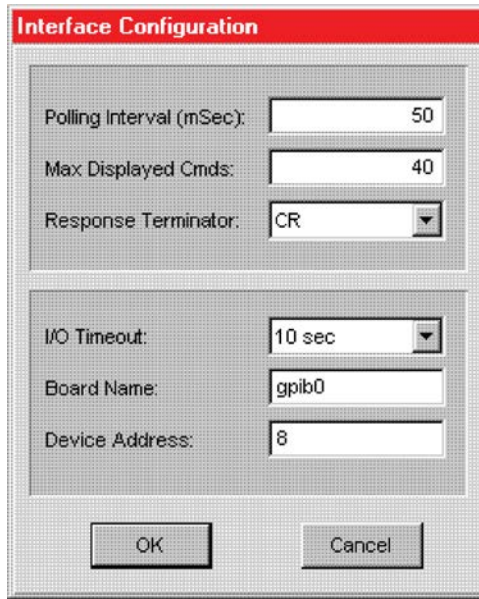 Interface Configuration
Polling Interval (mSec): 50
Max Displayed Cmds: 40
Response Terminator: CR
I/O Timeout: 10 sec
Board Name: gpib0
Device Address: 8
OK Cancel